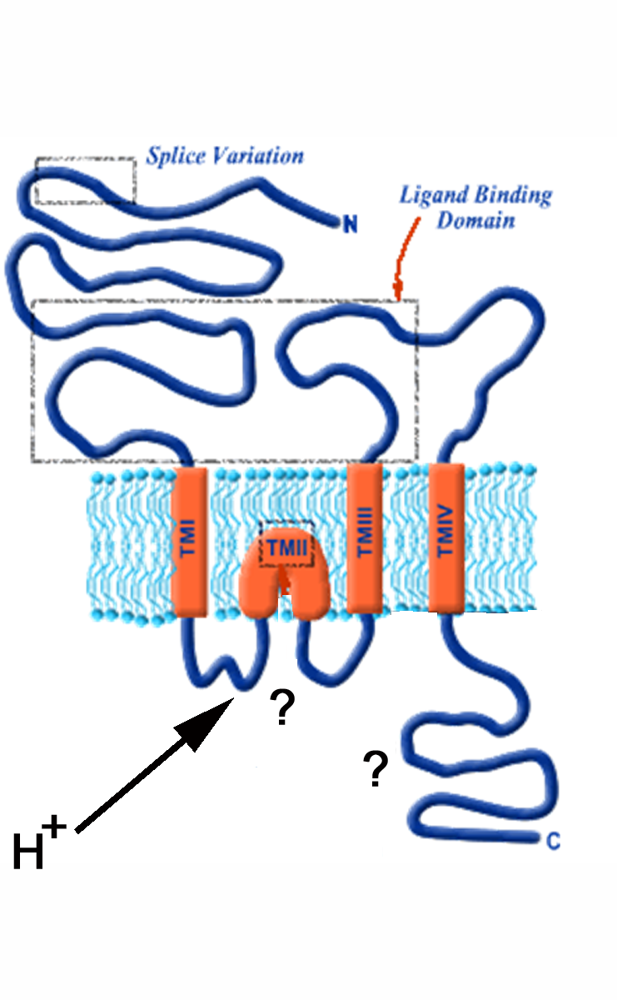 Splice Variation
N
Ligand Binding
Domain
TMI
TMII
TMIII
TMIV
?
?
H+
C